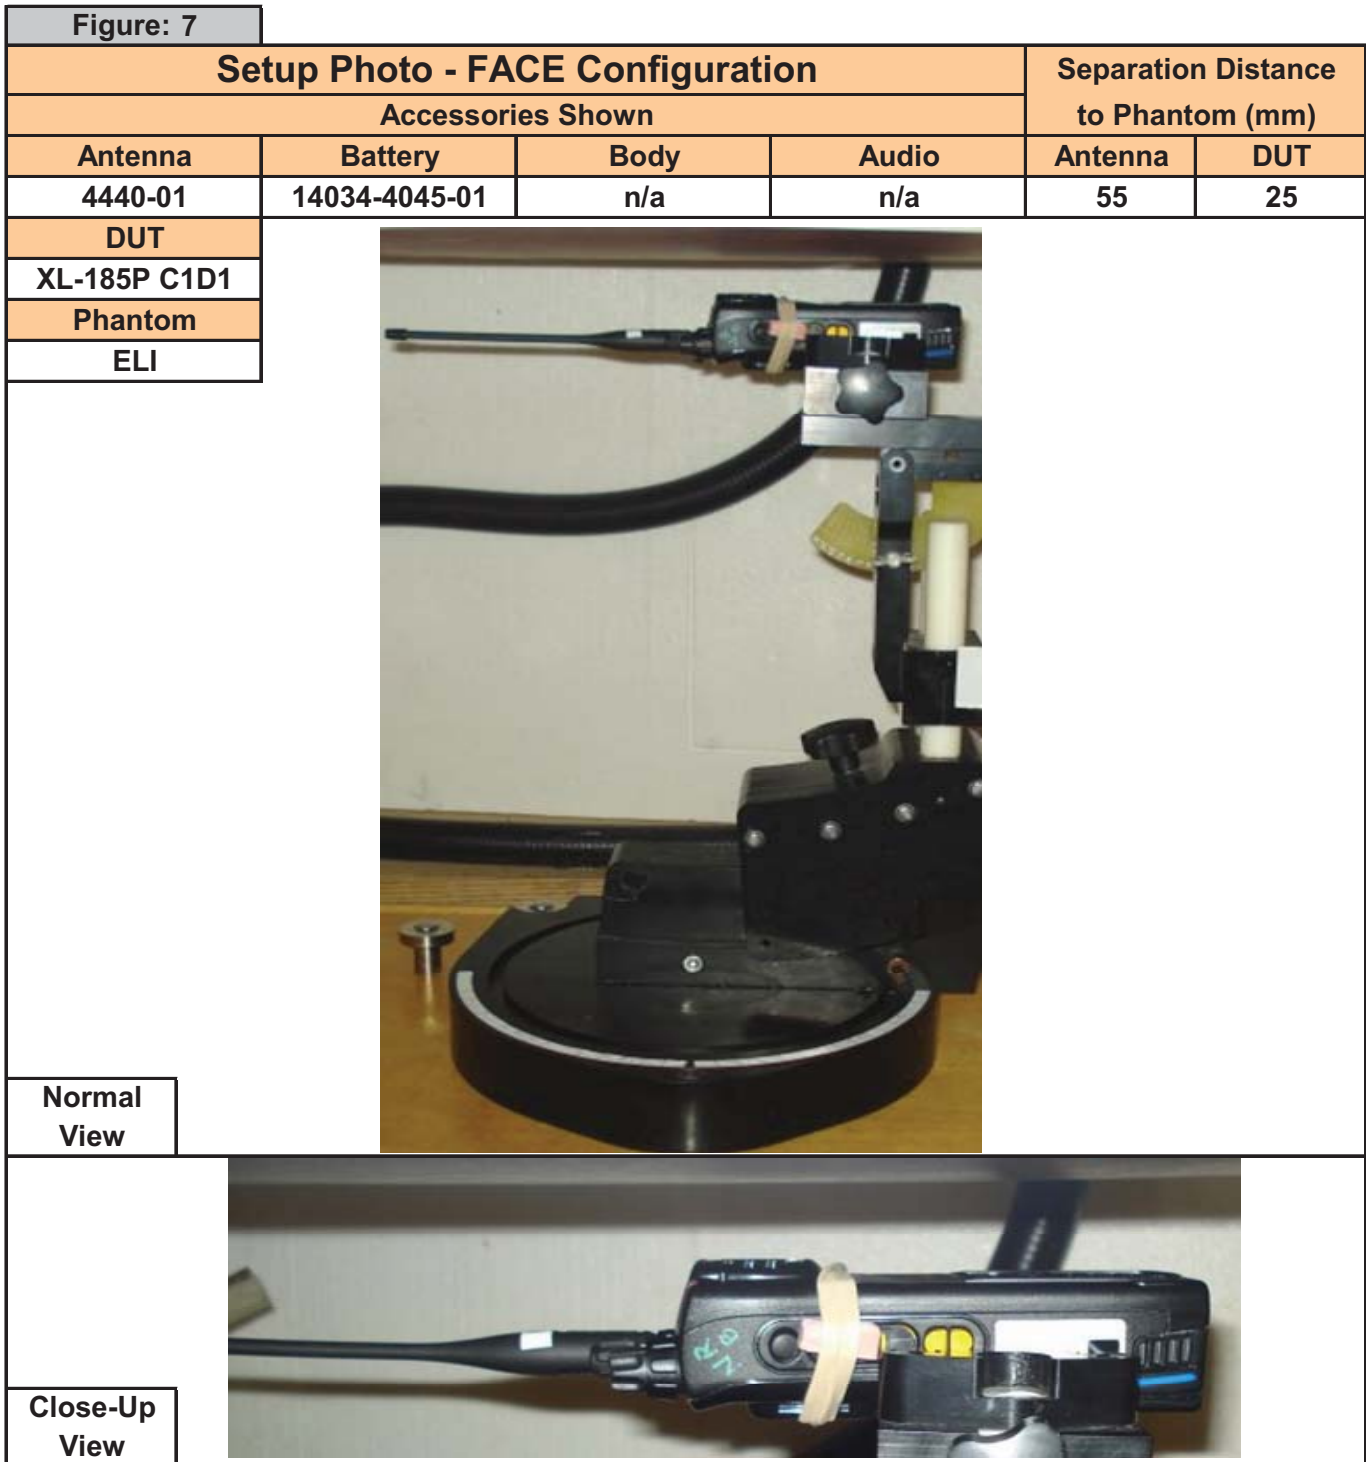 Figure: 7
Setup Photo - FACE Configuration
Separation Distance
to Phantom (mm)
Accessories Shown
Antenna Battery Body Audio Antenna DUT
4440-01 14034-4045-01 n/a n/a 55 25
DUT
XL-185P C1D1
Phantom
ELI
Normal
View
Close-Up
View